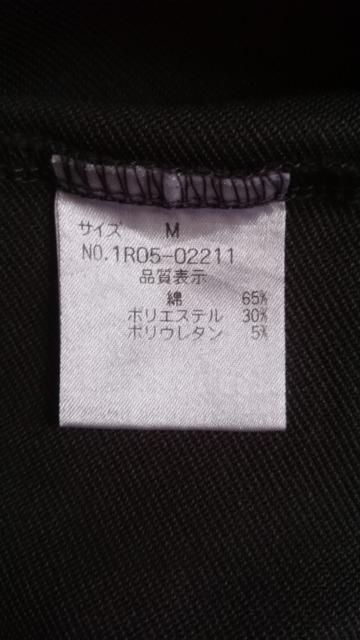 サイズ M
NO.1R05-02211
品質表示
綿 65%
ポリエステル 30%
ポリウレタン 5%